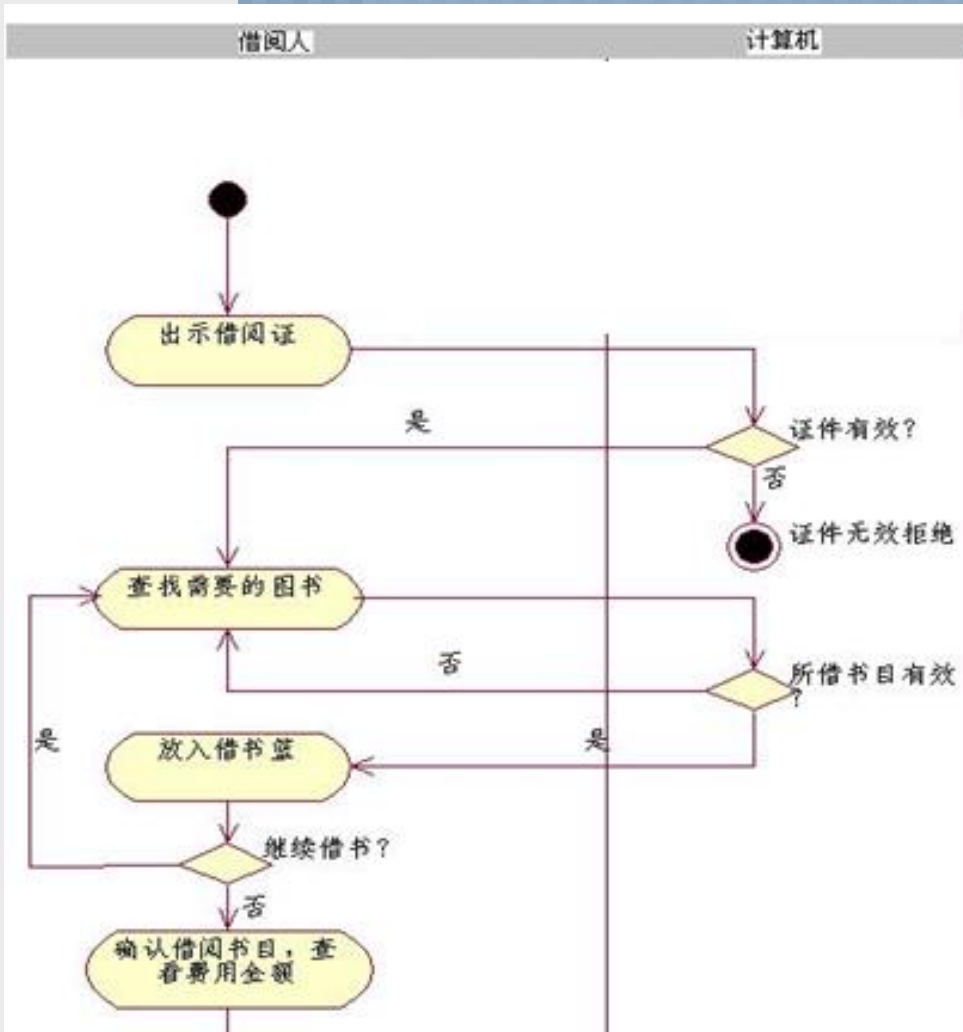 借阅人
计算机
出示借阅证
是
证件有效?
否
证件无效拒绝
查找需要的图书
否
所借书目有效
?
是
放入借书篮
是
继续借书?
否
确认借阅书目，查
看费用金额